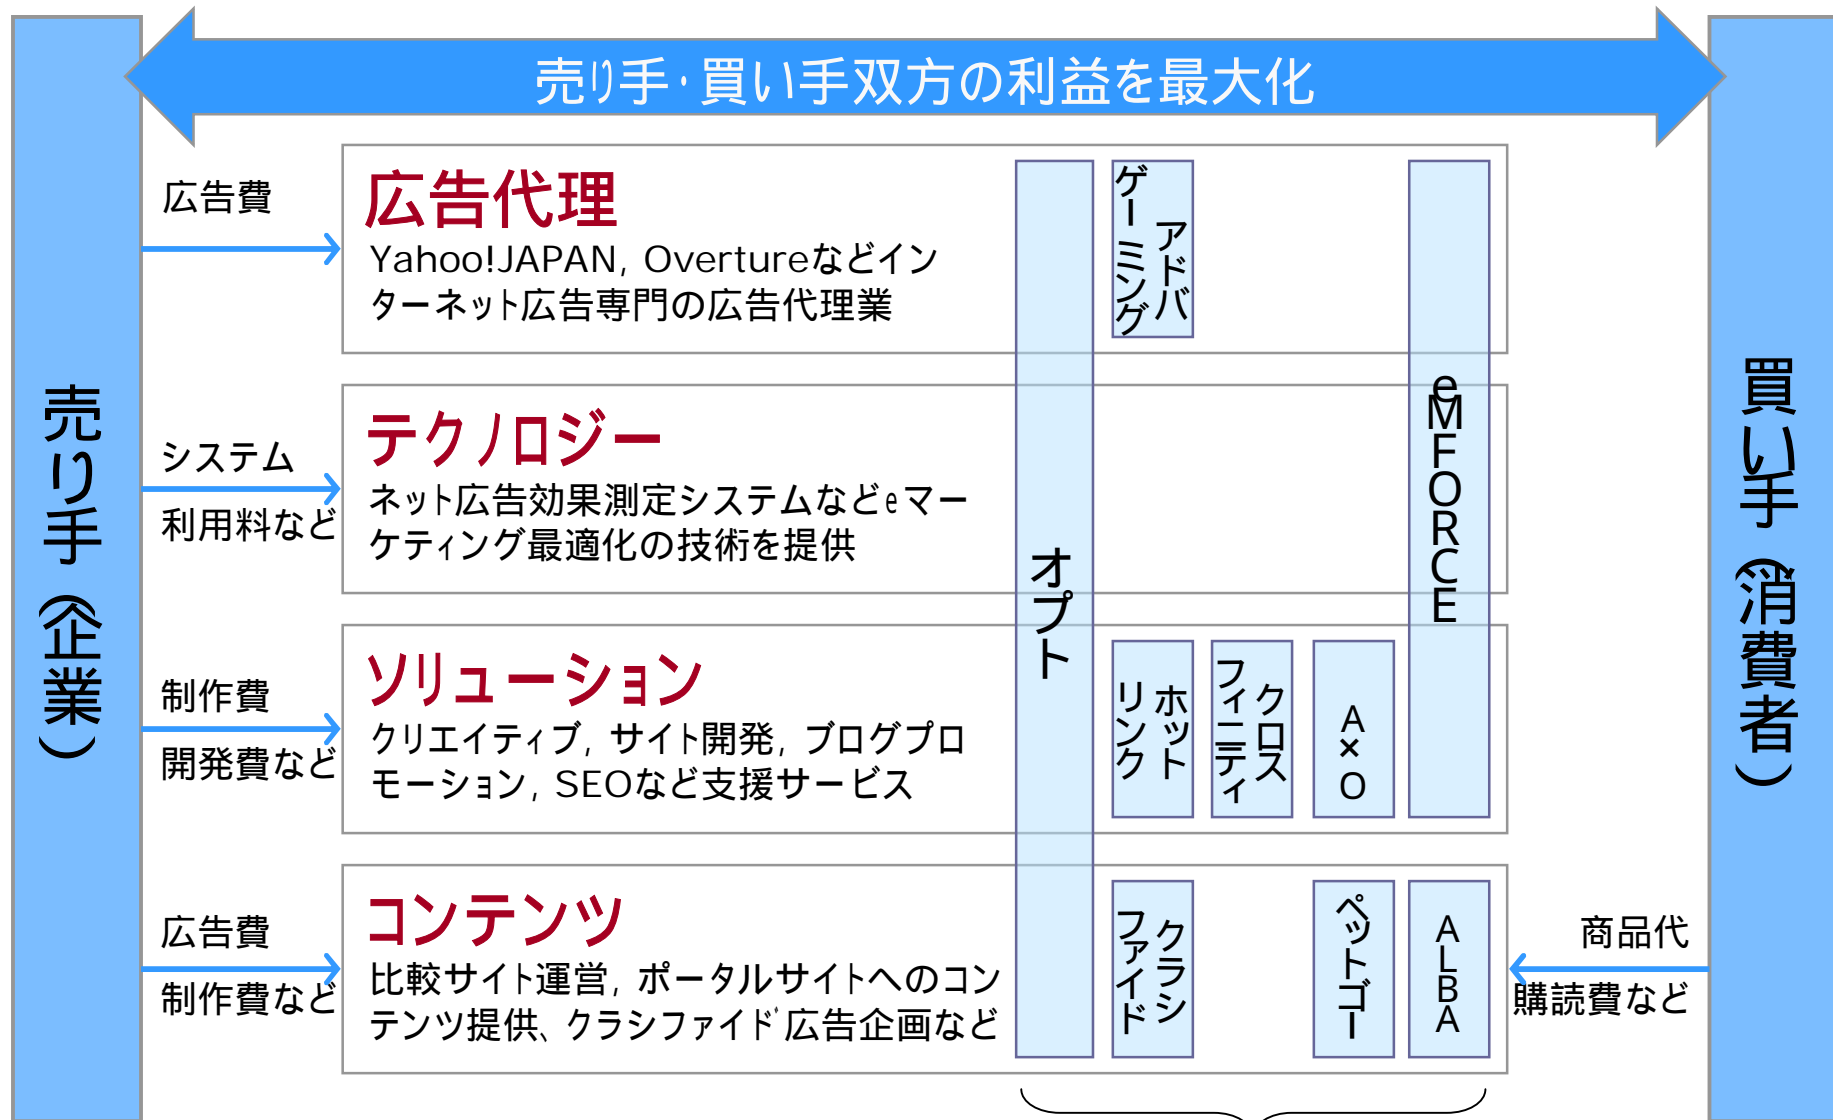 売り手・買い手双方の利益を最大化
売り手（企業）
広告費
広告代理
Yahoo!JAPAN, Overtureなどイン
ターネット広告専門の広告代理業
システム
利用料など
テクノロジー
ネット広告効果測定システムなどeマー
ケティング最適化の技術を提供
制作費
開発費など
ソリューション
クリエイティブ, サイト開発, ブログプロ
モーション, SEOなど支援サービス
広告費
制作費など
コンテンツ
比較サイト運営, ポータルサイトへのコン
テンツ提供、クラシファイド広告企画など
オプト
アドバ
ゲーミング
eMFORCE
ホット
リンク
クロス
フィニティ
A×O
クラシ
ファイド
ペットゴー
ALBA
商品代
購読費など
買い手（消費者）